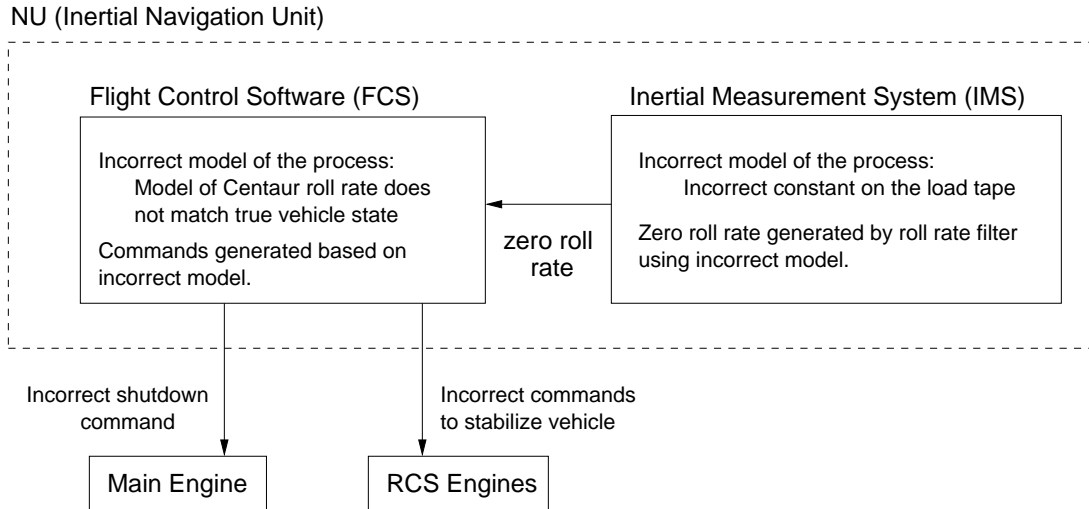 NU (Inertial Navigation Unit)
Flight Control Software (FCS)
Incorrect model of the process:
Model of Centaur roll rate does
not match true vehicle state
Commands generated based on
incorrect model.
zero roll
rate
Inertial Measurement System (IMS)
Incorrect model of the process:
Incorrect constant on the load tape
Zero roll rate generated by roll rate filter
using incorrect model.
Incorrect shutdown
command
Incorrect commands
to stabilize vehicle
Main Engine
RCS Engines